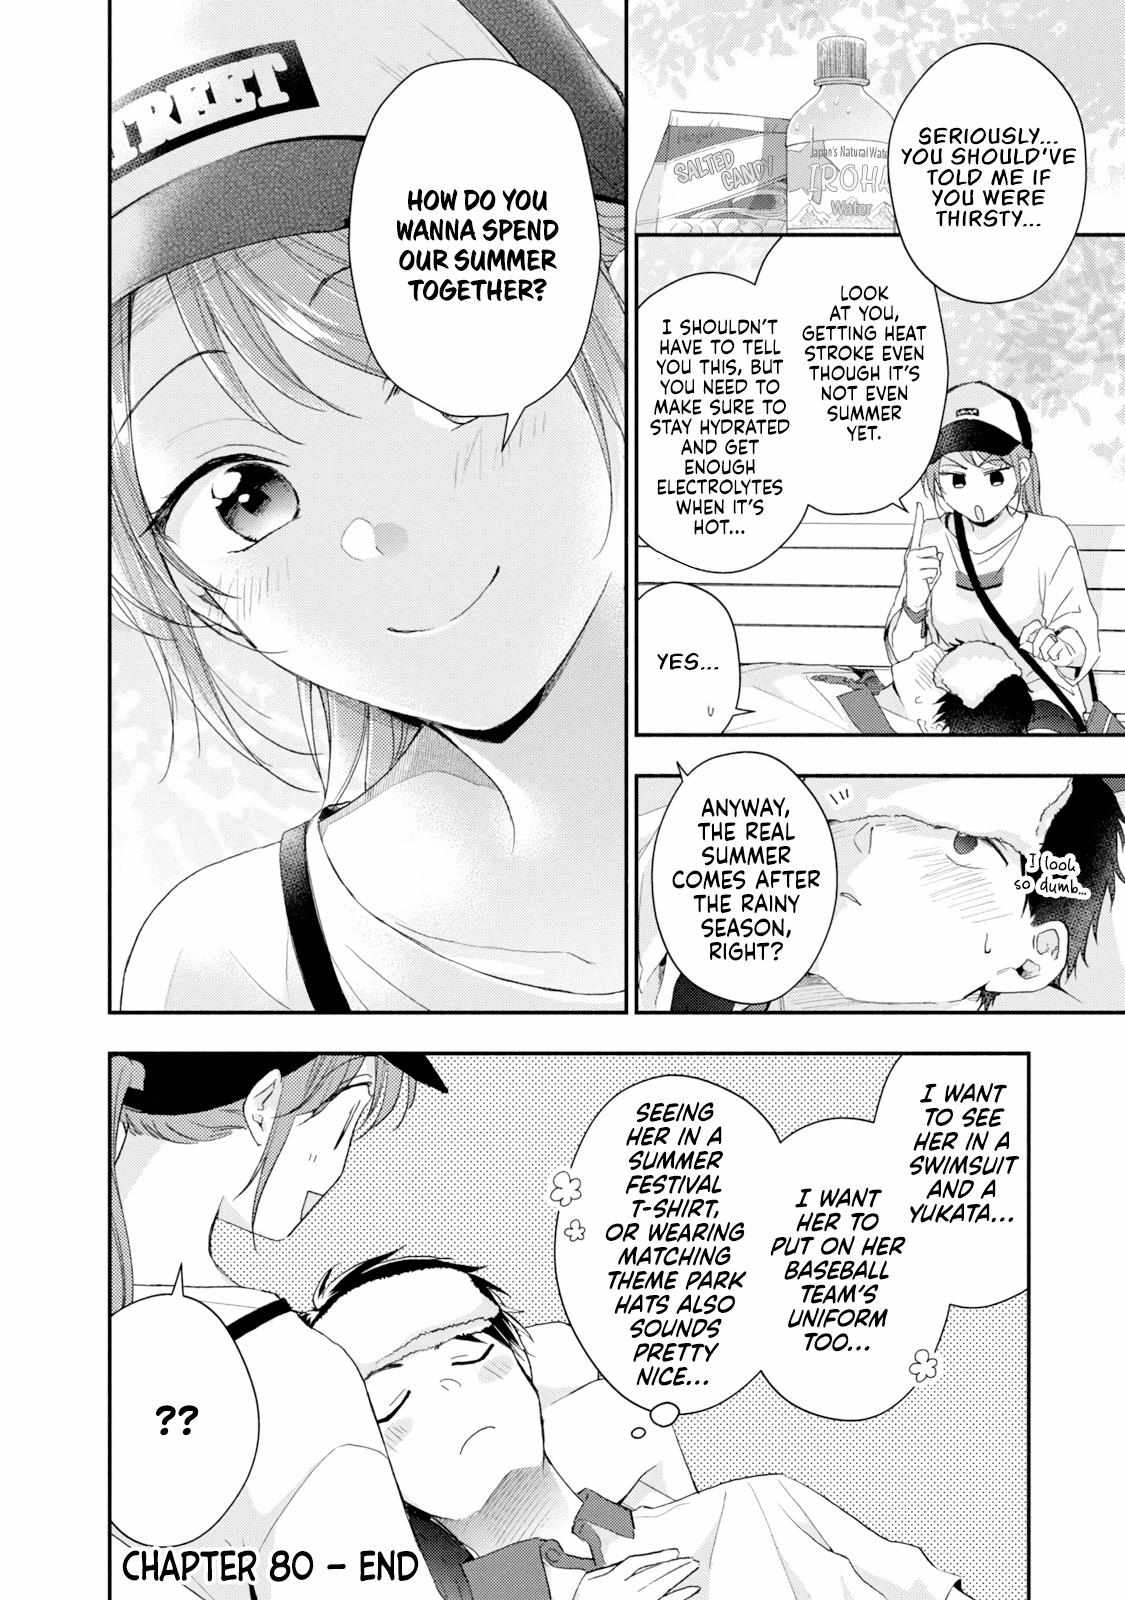 SERIOUSLY...
YOU SHOULD'VE
TOLD ME IF
YOU WERE
THIRSTY...
SALTED
CANDY
Japan's Natural Water
IROHA
Water
LOOK
AT YOU,
GETTING HEAT
STROKE EVEN
THOUGH IT'S
NOT EVEN
SUMMER
YET.
I SHOULDN'T
HAVE TO TELL
YOU THIS, BUT
YOU NEED TO
MAKE SURE TO
STAY HYDRATED
AND GET
ENOUGH
ELECTROLYTES
WHEN IT'S
HOT...
YES...
I look
so dumb...
ANYWAY,
THE REAL
SUMMER
COMES AFTER
THE RAINY
SEASON,
RIGHT?
TREET
HOW DO YOU
WANNA SPEND
OUR SUMMER
TOGETHER?
I WANT
TO SEE
HER IN A
SWIMSUIT
AND A
YUKATA...
I WANT
HER TO
PUT ON HER
BASEBALL
TEAM'S
UNIFORM
TOO...
SEEING
HER IN A
SUMMER
FESTIVAL
T-SHIRT,
OR WEARING
MATCHING
THEME PARK
HATS ALSO
SOUNDS
PRETTY
NICE...
??
CHAPTER 80 – END